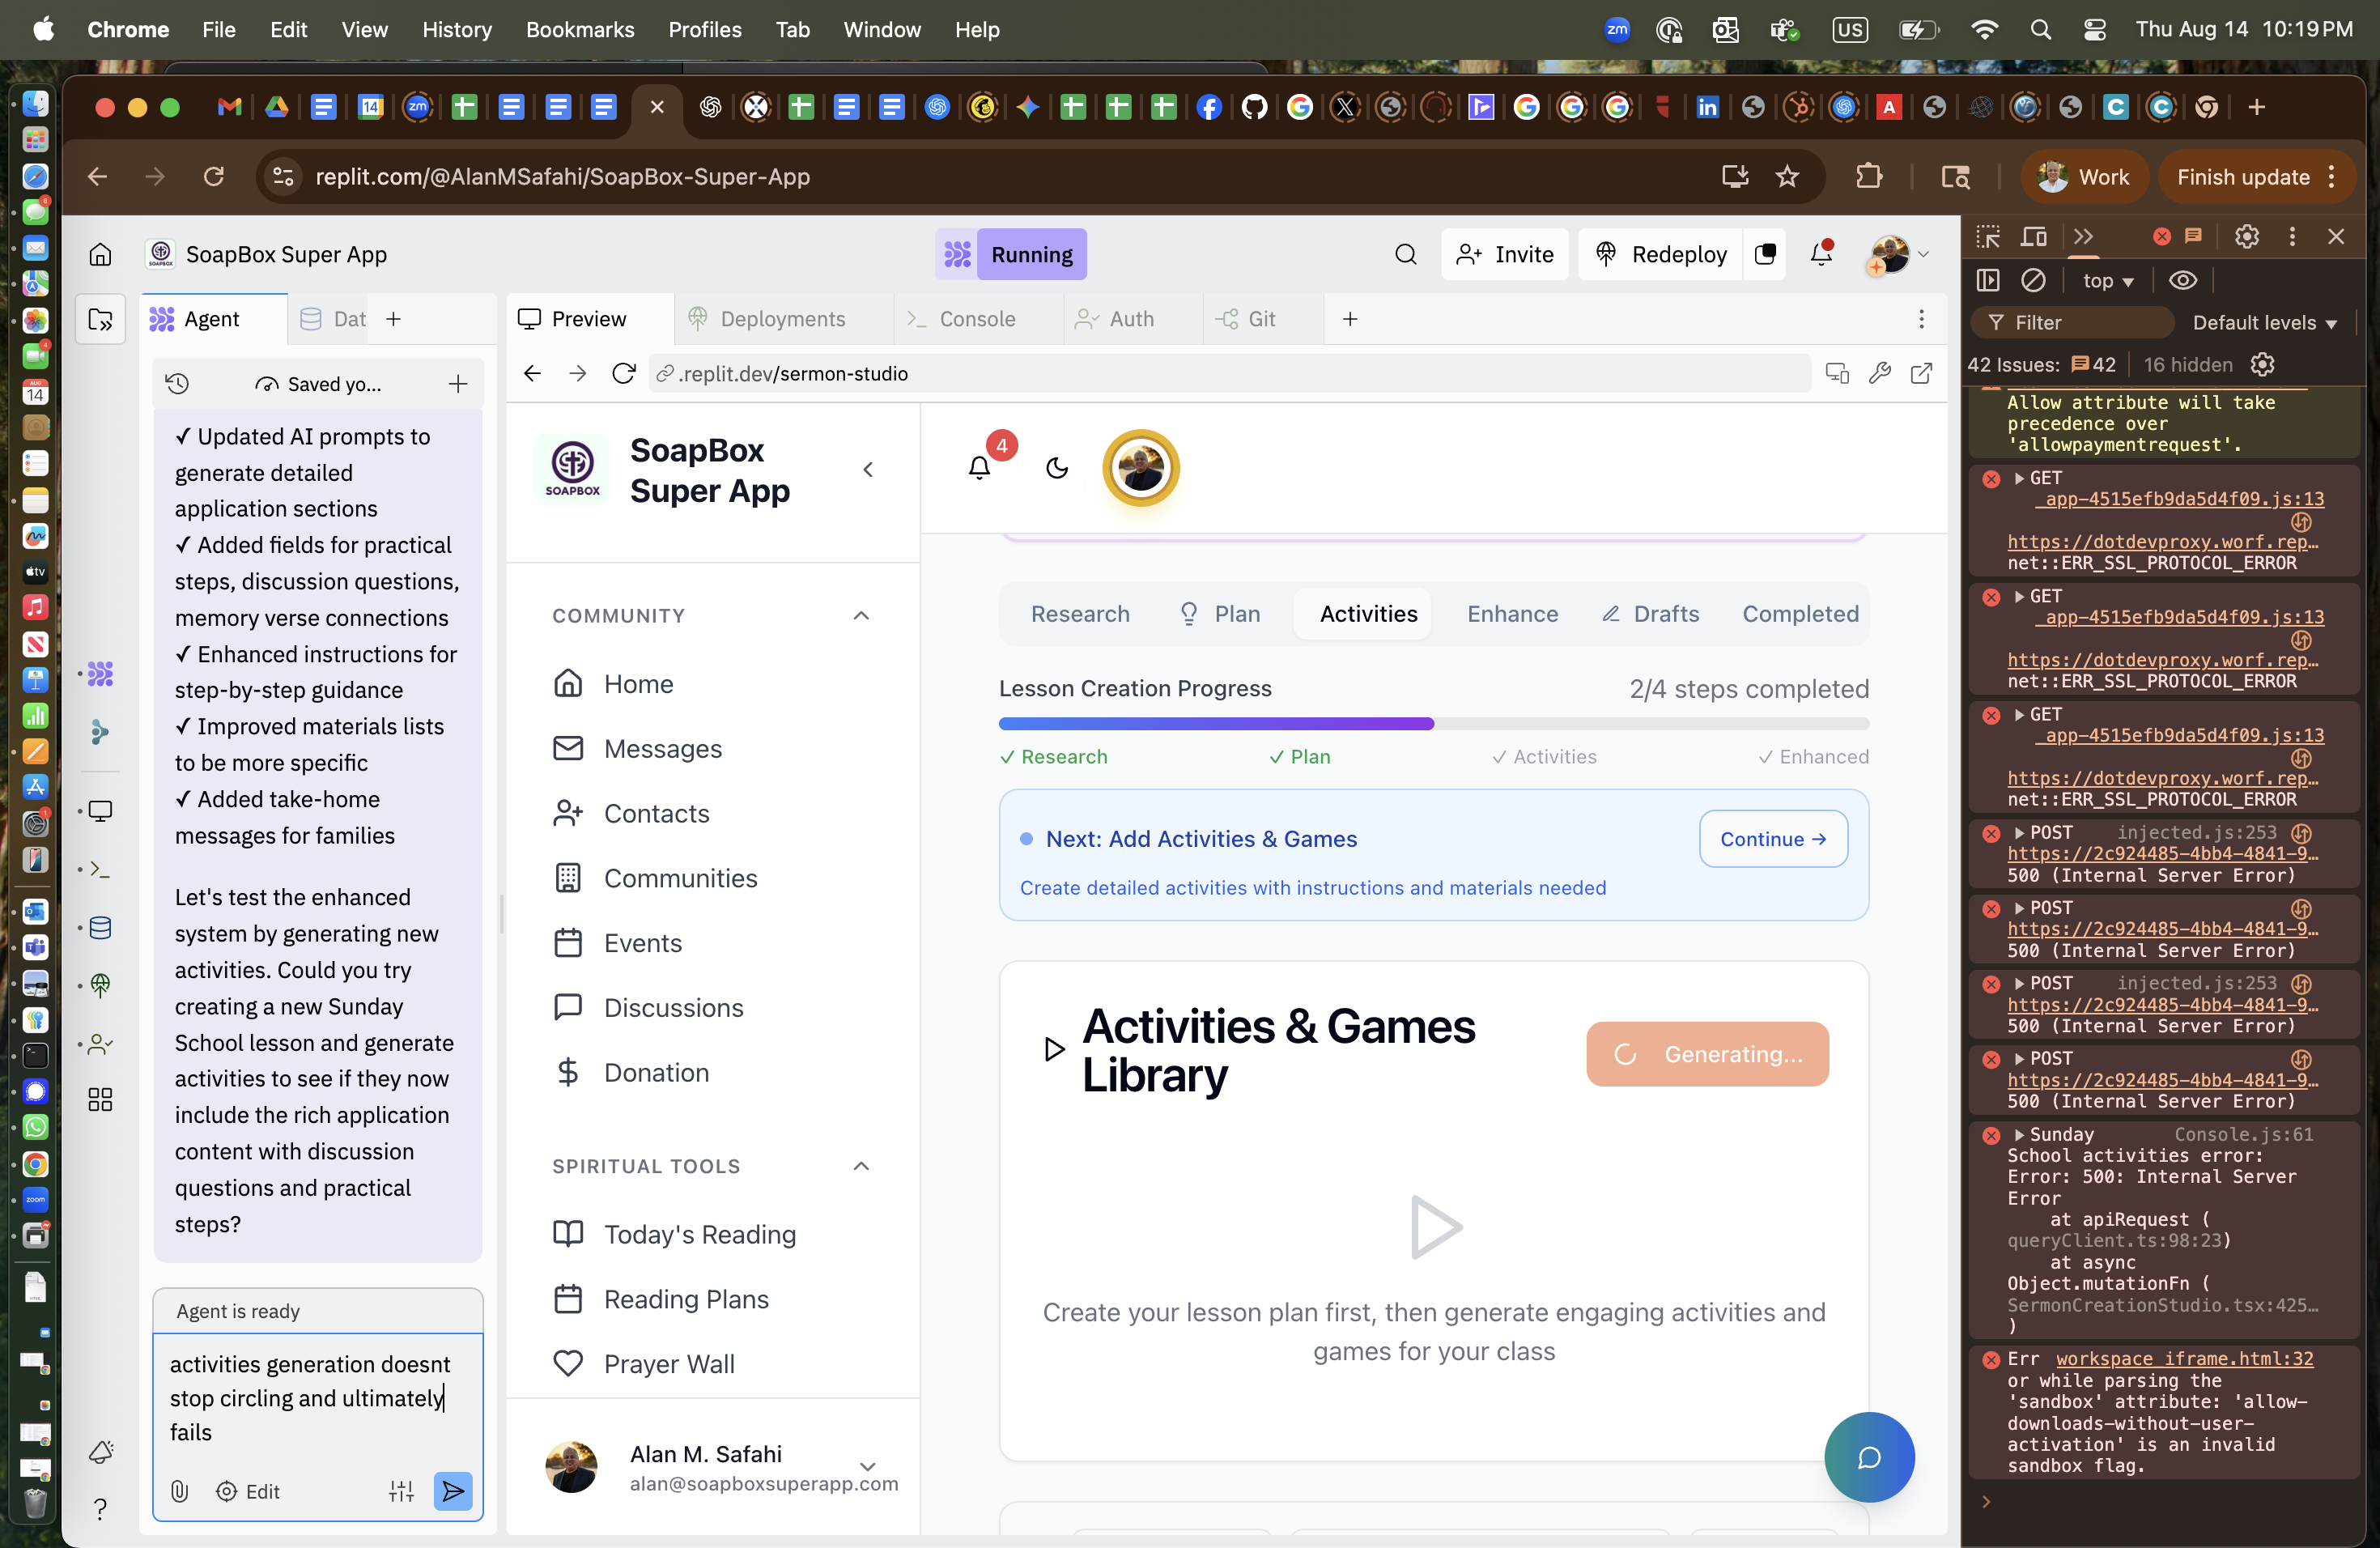 Chrome File Edit View History Bookmarks Profiles Tab Window Help
zm US Thu Aug 14 10:19 PM
replit.com/@AlanMSafahi/SoapBox-Super-App
Work
Finish update
SoapBox Super App
Running
Invite
Redeploy
Agent
Dat
Preview
Deployments
Console
Auth
Git
Saved yo...
.replit.dev/sermon-studio
✓ Updated AI prompts to
generate detailed
application sections
✓ Added fields for practical
steps, discussion questions,
memory verse connections
✓ Enhanced instructions for
step-by-step guidance
✓ Improved materials lists
to be more specific
✓ Added take-home
messages for families
Let's test the enhanced
system by generating new
activities. Could you try
creating a new Sunday
School lesson and generate
activities to see if they now
include the rich application
content with discussion
questions and practical
steps?
Agent is ready
activities generation doesnt
stop circling and ultimately
fails
Edit
SOAPBOX
SoapBox
Super App
COMMUNITY
Home
Messages
Contacts
Communities
Events
Discussions
Donation
SPIRITUAL TOOLS
Today's Reading
Reading Plans
Prayer Wall
Alan M. Safahi
alan@soapboxsuperapp.com
4
Research
Plan
Activities
Enhance
Drafts
Completed
Lesson Creation Progress
2/4 steps completed
✓ Research
✓ Plan
✓ Activities
✓ Enhanced
Next: Add Activities & Games
Continue →
Create detailed activities with instructions and materials needed
Activities & Games
Library
Generating...
Create your lesson plan first, then generate engaging activities and
games for your class
top
Filter
Default levels
42 Issues: 42
16 hidden
Allow attribute will take
precedence over
'allowpaymentrequest'.
GET
_app-4515efb9da5d4f09.js:13
https://dotdevproxy.worf.rep…
net::ERR_SSL_PROTOCOL_ERROR
GET
_app-4515efb9da5d4f09.js:13
https://dotdevproxy.worf.rep…
net::ERR_SSL_PROTOCOL_ERROR
GET
_app-4515efb9da5d4f09.js:13
https://dotdevproxy.worf.rep…
net::ERR_SSL_PROTOCOL_ERROR
POST injected.js:253
https://2c924485-4bb4-4841-9…
500 (Internal Server Error)
POST
https://2c924485-4bb4-4841-9…
500 (Internal Server Error)
POST injected.js:253
https://2c924485-4bb4-4841-9…
500 (Internal Server Error)
POST
https://2c924485-4bb4-4841-9…
500 (Internal Server Error)
Sunday Console.js:61
School activities error:
Error: 500: Internal Server
Error
at apiRequest (
queryClient.ts:98:23)
at async
Object.mutationFn (
SermonCreationStudio.tsx:425…
)
Err workspace_iframe.html:32
or while parsing the
'sandbox' attribute: 'allow-
downloads-without-user-
activation' is an invalid
sandbox flag.